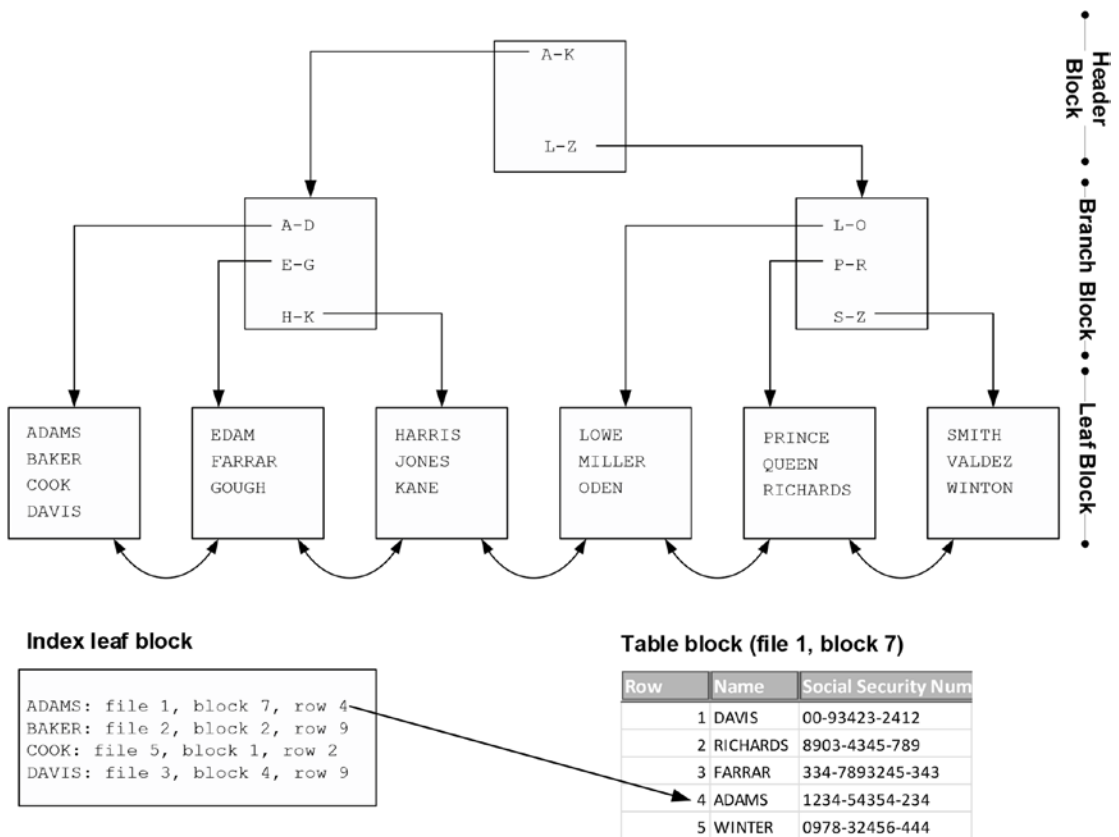 A-K
L-Z
Header
Block
A-D
E-G
H-K
L-O
P-R
S-Z
Branch Block
ADAMS
BAKER
COOK
DAVIS
EDAM
FARRAR
GOUGH
HARRIS
JONES
KANE
LOWE
MILLER
ODEN
PRINCE
QUEEN
RICHARDS
SMITH
VALDEZ
WINTON
Leaf Block
Index leaf block
ADAMS: file 1, block 7, row 4
BAKER: file 2, block 2, row 9
COOK: file 5, block 1, row 2
DAVIS: file 3, block 4, row 9
Table block (file 1, block 7)
Row Name Social Security Num
1 DAVIS 00-93423-2412
2 RICHARDS 8903-4345-789
3 FARRAR 334-7893245-343
4 ADAMS 1234-54354-234
5 WINTER 0978-32456-444